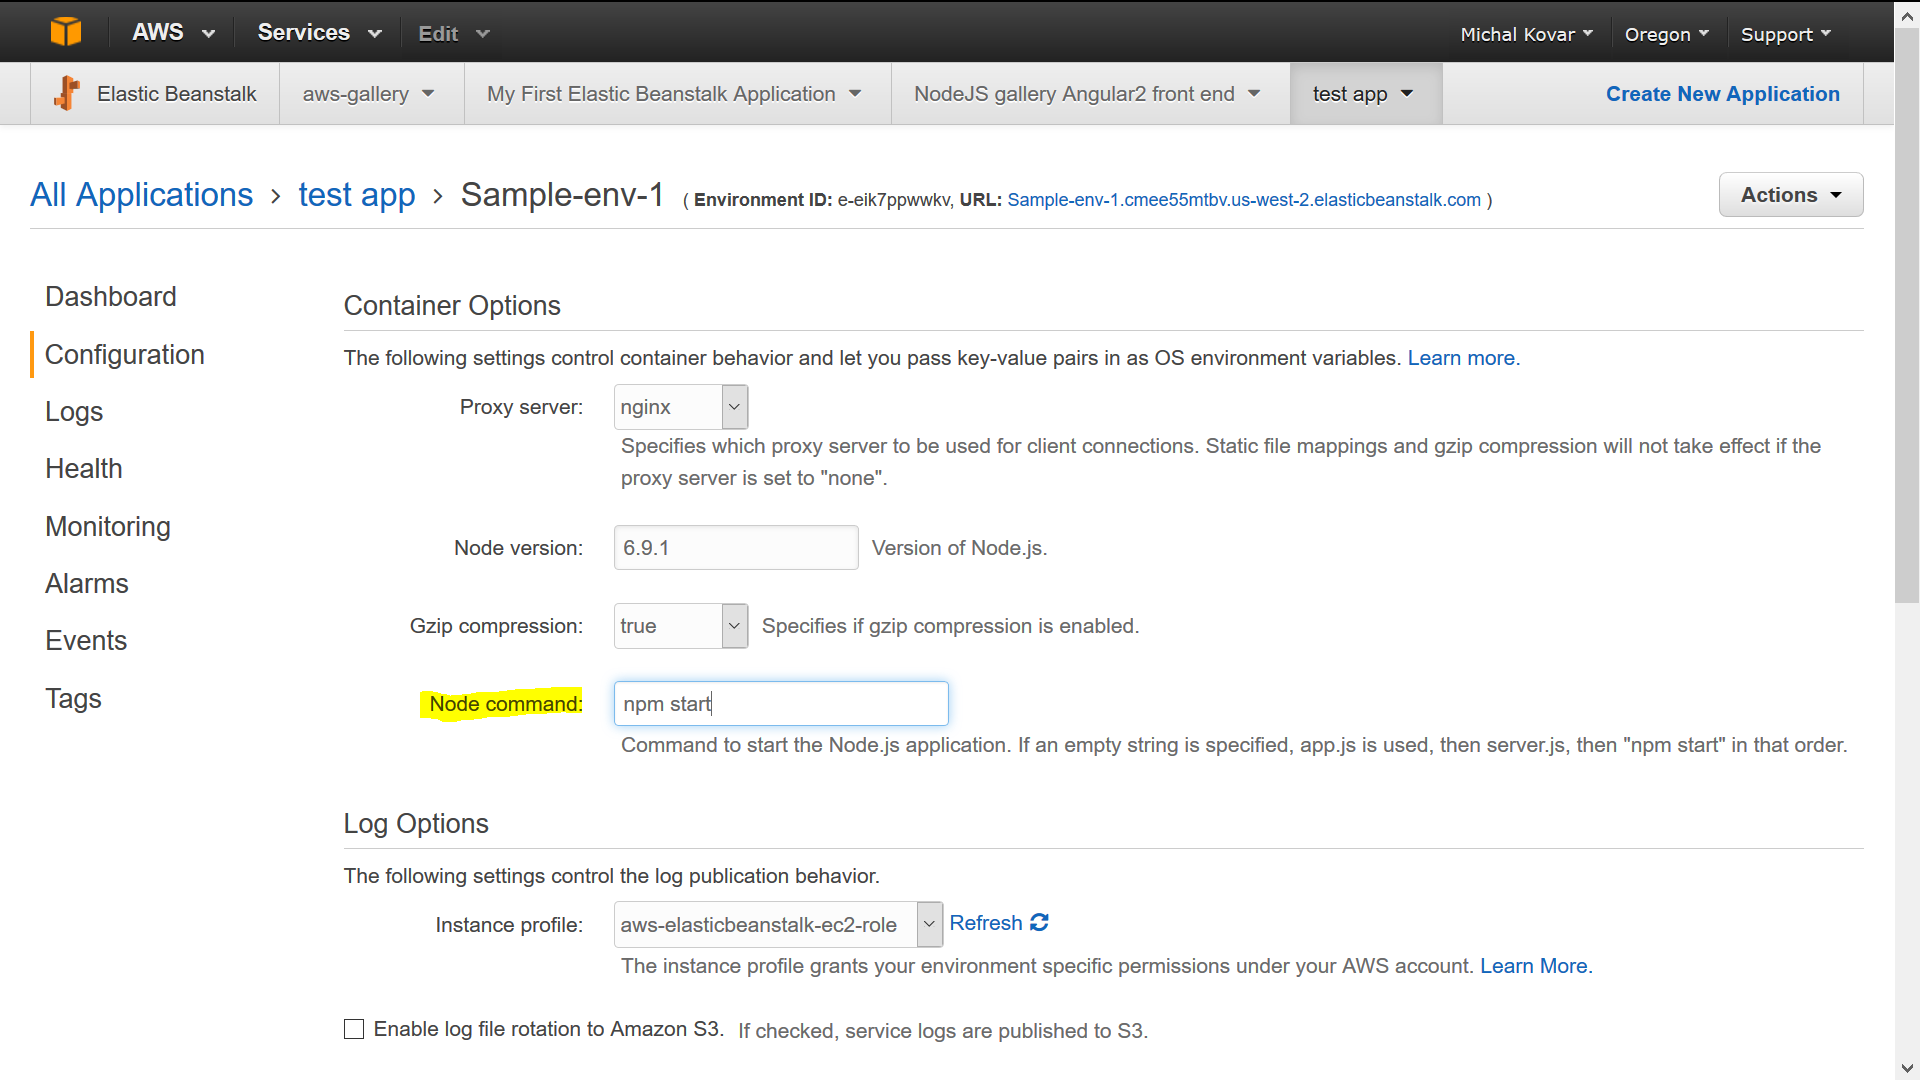 AWS Services Edit Michal Kovar Oregon Support
Elastic Beanstalk aws-gallery My First Elastic Beanstalk Application NodeJS gallery Angular2 front end test app Create New Application
All Applications > test app > Sample-env-1 ( Environment ID: e-eik7ppwwkv, URL: Sample-env-1.cmee55mtbv.us-west-2.elasticbeanstalk.com ) Actions
Dashboard
Configuration
Logs
Health
Monitoring
Alarms
Events
Tags
Container Options
The following settings control container behavior and let you pass key-value pairs in as OS environment variables. Learn more.
Proxy server: nginx
Specifies which proxy server to be used for client connections. Static file mappings and gzip compression will not take effect if the
proxy server is set to "none".
Node version: 6.9.1 Version of Node.js.
Gzip compression: true Specifies if gzip compression is enabled.
Node command: npm start
Command to start the Node.js application. If an empty string is specified, app.js is used, then server.js, then "npm start" in that order.
Log Options
The following settings control the log publication behavior.
Instance profile: aws-elasticbeanstalk-ec2-role Refresh
The instance profile grants your environment specific permissions under your AWS account. Learn More.
Enable log file rotation to Amazon S3. If checked, service logs are published to S3.